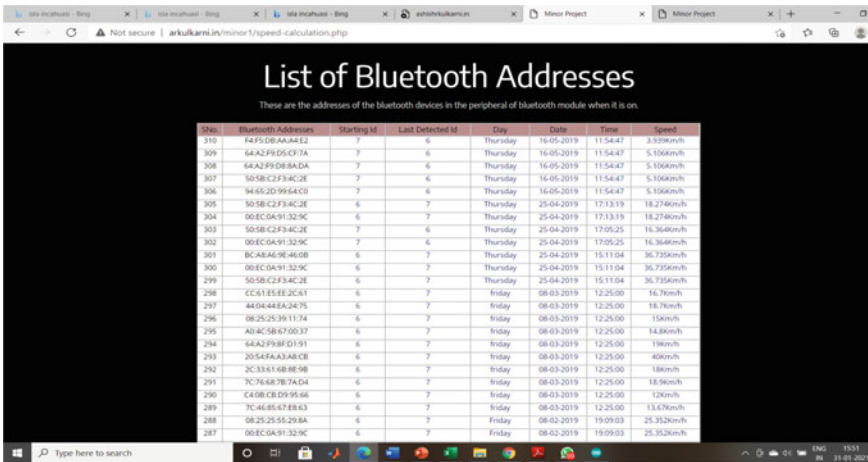 isla incahuasi - Bing isla incahuasi - Bing isla incahuasi - Bing ashishrkulkarni.in Minor Project Minor Project
Not secure | arkulkarni.in/minor1/speed-calculation.php
List of Bluetooth Addresses
These are the addresses of the bluetooth devices in the peripheral of bluetooth module when it is on.
SNo. Bluetooth Addresses Starting Id Last Detected Id Day Date Time Speed
310 F4:F5:DB:AA:A4:E2 7 6 Thursday 16-05-2019 11:54:47 3.939Km/h
309 64:A2:F9:D5:CF:7A 7 6 Thursday 16-05-2019 11:54:47 5.106Km/h
308 64:A2:F9:D8:8A:DA 7 6 Thursday 16-05-2019 11:54:47 5.106Km/h
307 50:5B:C2:F3:4C:2E 7 6 Thursday 16-05-2019 11:54:47 5.106Km/h
306 94:65:2D:99:64:C0 7 6 Thursday 16-05-2019 11:54:47 5.106Km/h
305 50:5B:C2:F3:4C:2E 6 7 Thursday 25-04-2019 17:13:19 18.274Km/h
304 00:EC:0A:91:32:9C 6 7 Thursday 25-04-2019 17:13:19 18.274Km/h
303 50:5B:C2:F3:4C:2E 7 6 Thursday 25-04-2019 17:05:25 16.364Km/h
302 00:EC:0A:91:32:9C 7 6 Thursday 25-04-2019 17:05:25 16.364Km/h
301 BC:A8:A6:9E:46:0B 6 7 Thursday 25-04-2019 15:11:04 36.735Km/h
300 00:EC:0A:91:32:9C 6 7 Thursday 25-04-2019 15:11:04 36.735Km/h
299 50:5B:C2:F3:4C:2E 6 7 Thursday 25-04-2019 15:11:04 36.735Km/h
298 CC:61:E5:EE:2C:61 6 7 friday 08-03-2019 12:25:00 16.7Km/h
297 44:04:44:EA:24:75 6 7 friday 08-03-2019 12:25:00 18.7Km/h
296 08:25:25:39:11:74 6 7 friday 08-03-2019 12:25:00 15Km/h
295 A0:4C:5B:67:00:37 6 7 friday 08-03-2019 12:25:00 14.8Km/h
294 64:A2:F9:8F:D1:91 6 7 friday 08-03-2019 12:25:00 19Km/h
293 20:54:FA:A3:A8:CB 6 7 friday 08-03-2019 12:25:00 40Km/h
292 2C:33:61:6B:8E:9B 6 7 friday 08-03-2019 12:25:00 18Km/h
291 7C:76:68:7B:7A:D4 6 7 friday 08-03-2019 12:25:00 18.9Km/h
290 C4:0B:CB:D9:95:66 6 7 friday 08-03-2019 12:25:00 12Km/h
289 7C:46:85:67:E8:63 6 7 friday 08-03-2019 12:25:00 13.67Km/h
288 08:25:25:55:29:8A 6 7 Friday 08-02-2019 19:09:03 25.352Km/h
287 00:EC:0A:91:32:9C 6 7 Friday 08-02-2019 19:09:03 25.352Km/h
Type here to search ENG 15:51
IN